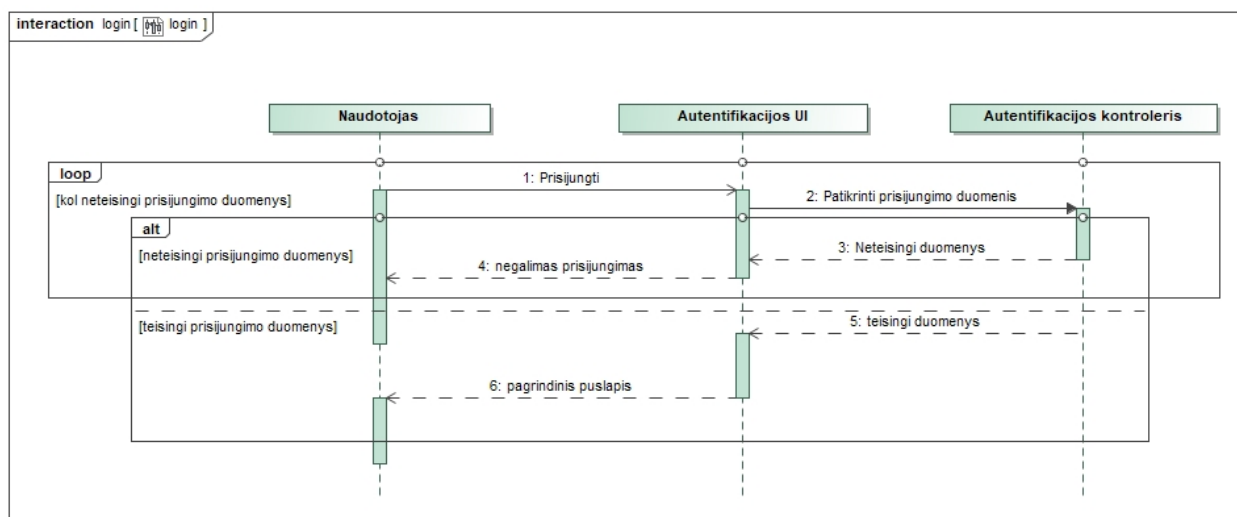 interaction login [ login ]
Naudotojas
Autentifikacijos UI
Autentifikacijos kontroleris
loop
1: Prisijungti
[kol neteisingi prisijungimo duomenys]
2: Patikrinti prisijungimo duomenis
alt
[neteisingi prisijungimo duomenys]
3: Neteisingi duomenys
4: negalimas prisijungimas
[teisingi prisijungimo duomenys]
5: teisingi duomenys
6: pagrindinis puslapis